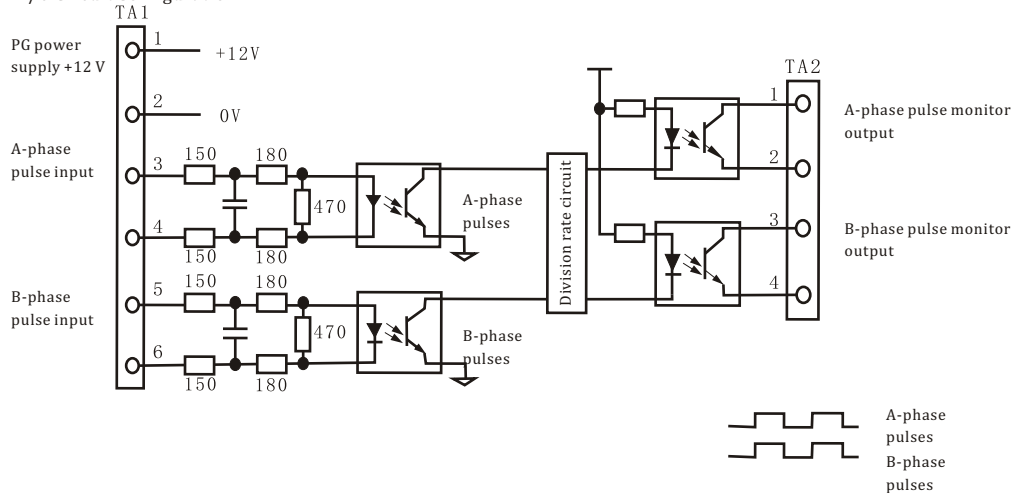 TA1
PG power
supply +12 V
1
+12V
2
0V
A-phase
pulse input
3
150
180
470
4
150
180
A-phase
pulses
B-phase
pulse input
5
150
180
470
6
150
180
B-phase
pulses
Division rate circuit
TA2
1
A-phase pulse monitor
output
2
3
B-phase pulse monitor
output
4
A-phase
pulses
B-phase
pulses